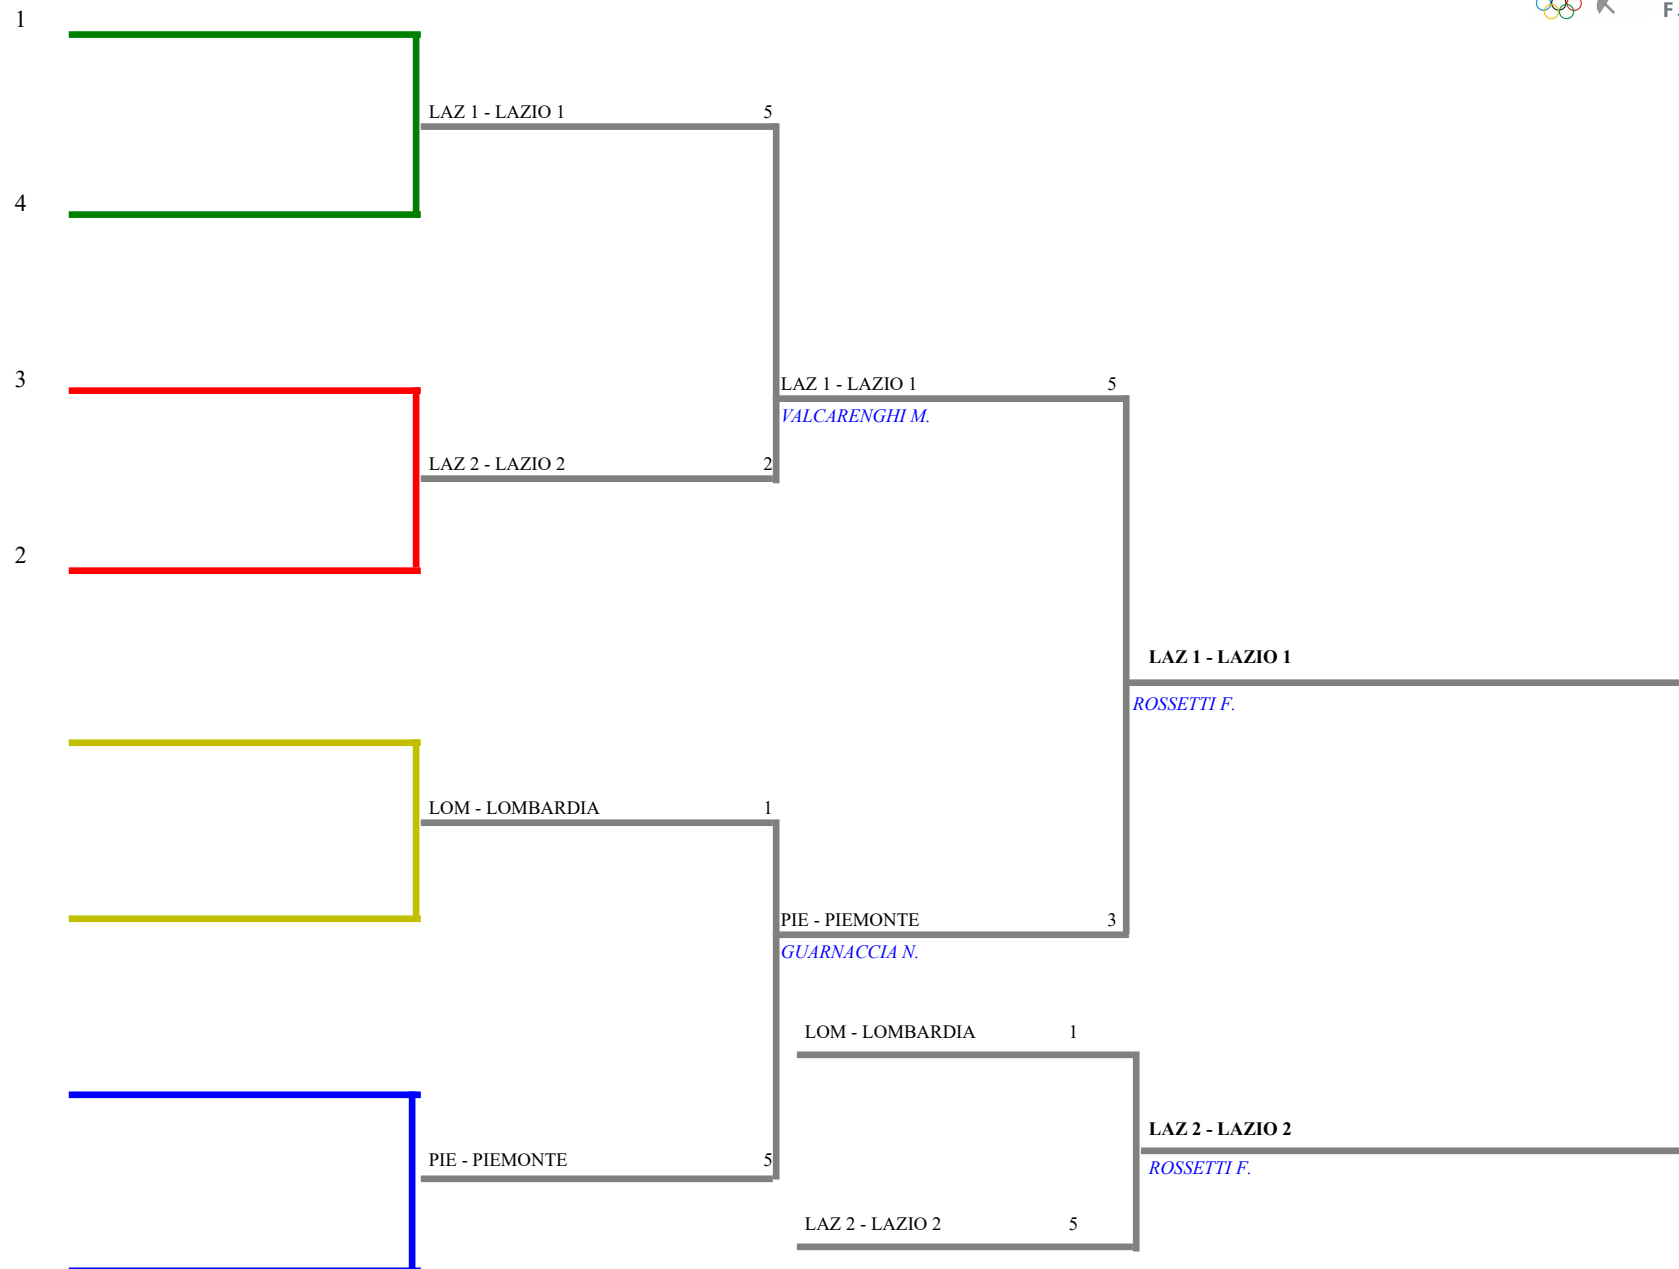 F
1
LAZ 1 - LAZIO 1 5
4
3
LAZ 1 - LAZIO 1 5
VALCARENGHI M.
LAZ 2 - LAZIO 2 2
2
LAZ 1 - LAZIO 1
ROSSETTI F.
LOM - LOMBARDIA 1
PIE - PIEMONTE 3
GUARNACCIA N.
LOM - LOMBARDIA 1
LAZ 2 - LAZIO 2
PIE - PIEMONTE 5
ROSSETTI F.
LAZ 2 - LAZIO 2 5